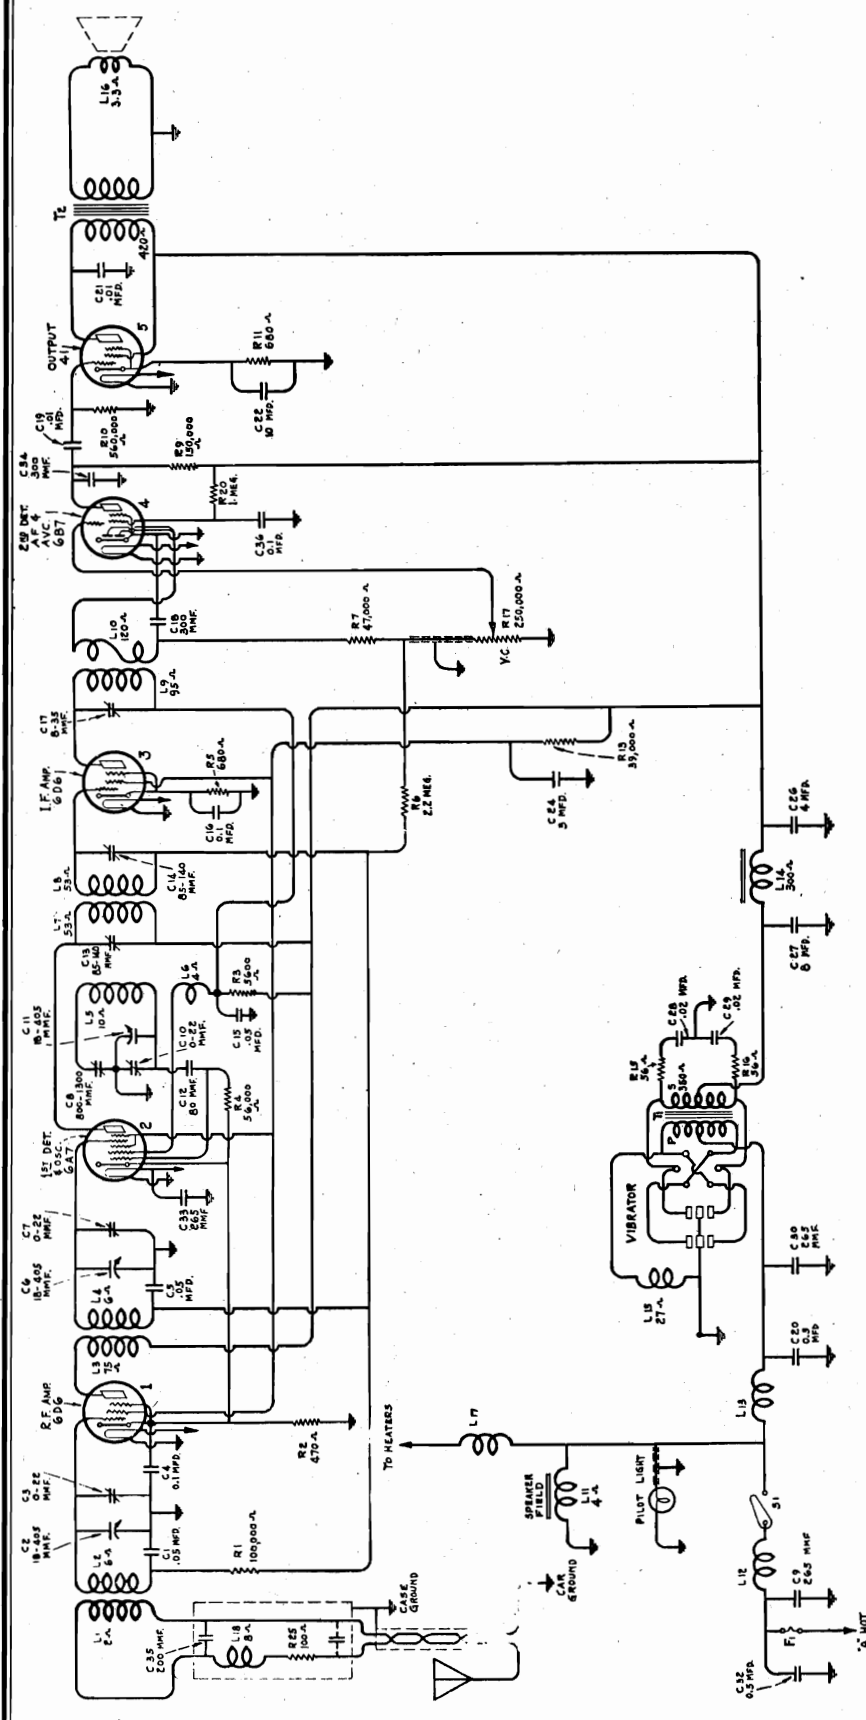 L16
3.3Ω
T2
420Ω
C21
.01
MFD.
OUTPUT
41
5
R11
680Ω
C22
10 MFD.
C19
.01
MFD.
R10
560,000
Ω
C34
300
MMF.
R9
150,000
Ω
R20
1 MEG.
2ND DET.
A F 4
A.V.C.
6B7
4
C36
0.1
MFD.
L10
120Ω
C18
300
MMF.
R7
47,000Ω
R17
250,000Ω
V.C.
L9
95Ω
C17
8-35
MMF.
I.F. AMP.
6D6
3
R5
680Ω
C16
0.1
MFD.
R6
2.2 MEG.
R13
39,000Ω
C24
5 MFD.
L8
53Ω
C14
85-140
MMF.
L7
53Ω
C13
85-140
MMF.
C11
18-405
MMF.
L5
10Ω
C10
0-22
MMF.
C8
800-1300
MMF.
C12
80 MMF.
L6
4Ω
R3
5600
Ω
C15
.05
MFD.
R4
56,000
Ω
1ST DET.
& OSC.
6A7
2
C33
265
MMF
C7
0-22
MMF.
C6
18-405
MMF.
L4
6Ω
C5
.05
MFD.
L3
75
Ω
R.F. AMP.
6D6
1
R2
470Ω
C3
0-22
MMF.
C4
0.1 MFD.
C2
18-405
MMF.
L2
6Ω
C1
.05 MFD.
R1
100,000Ω
L1
2Ω
C35
200 MMF.
L18
8Ω
R25
100Ω
CASE
GROUND
CAR
GROUND
TO HEATERS
L17
SPEAKER
FIELD
L11
4Ω
PILOT LIGHT
S1
L12
C9
265 MMF
F1
"A" HOT
C32
0.5 MFD.
L13
C20
0.5
MFD
C30
265
MMF.
L15
27Ω
VIBRATOR
P
T1
S
350Ω
R15
56Ω
R16
56Ω
C28
.02 MFD.
C29
.02 MFD.
C27
8 MFD.
L14
300Ω
C26
4 MFD.